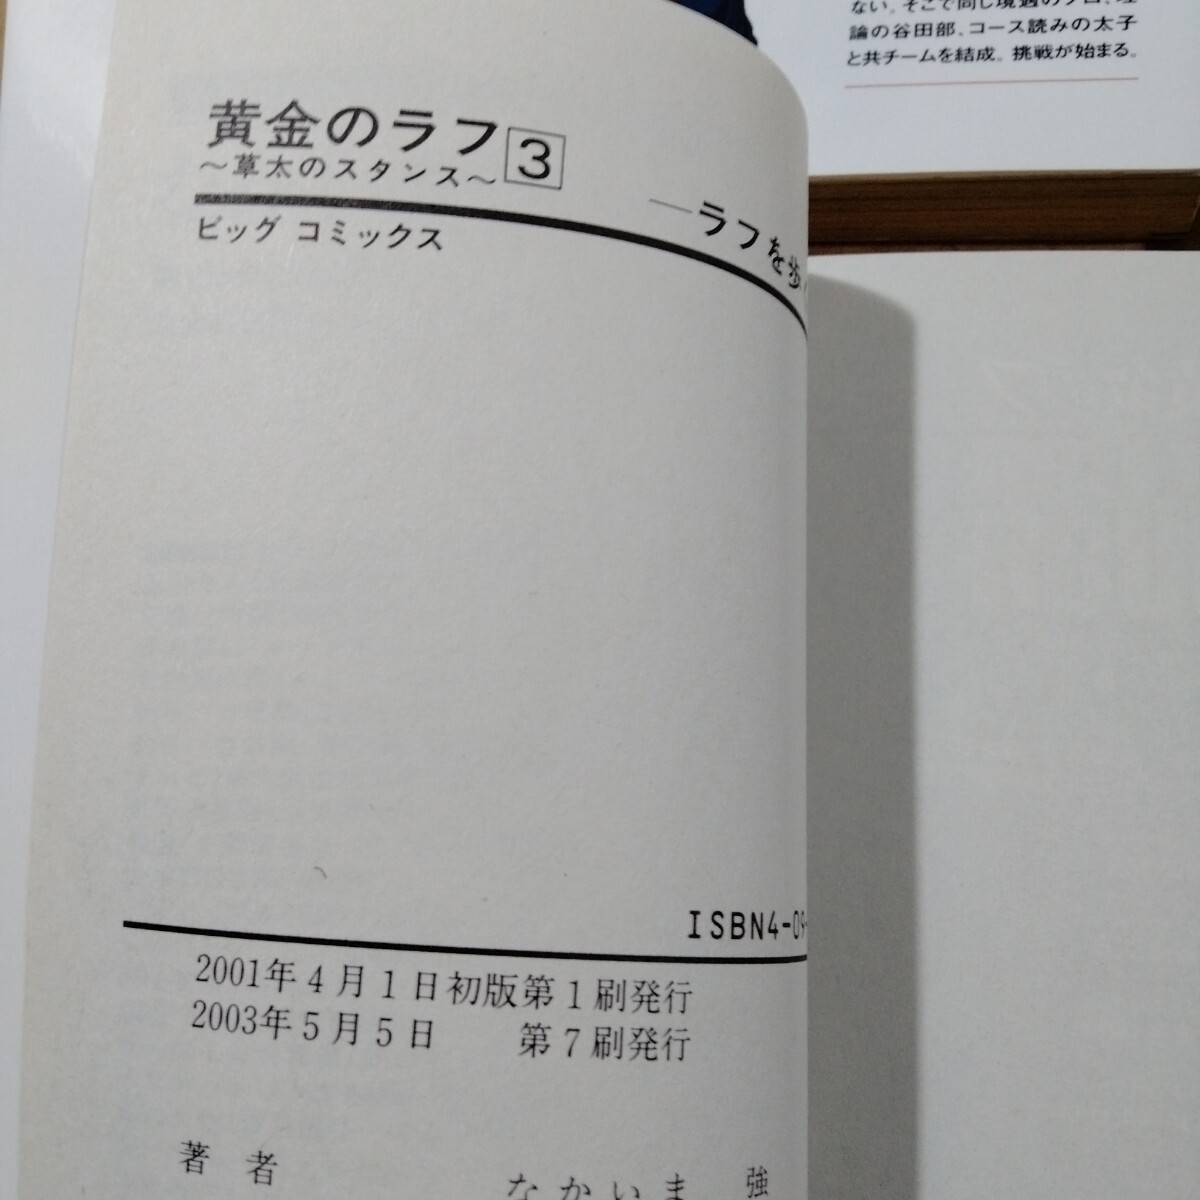 ない。そこで同じ境遇のプロ、理
論の谷田部、コース読みの太子
と共チームを結成。挑戦が始まる。
黄金のラフ 3
〜草太のスタンス〜
ビッグ コミックス
―ラフを歩
ISBN4-09-
2001年4月1日初版第1刷発行
2003年5月5日 第7刷発行
著者 なかいま 強